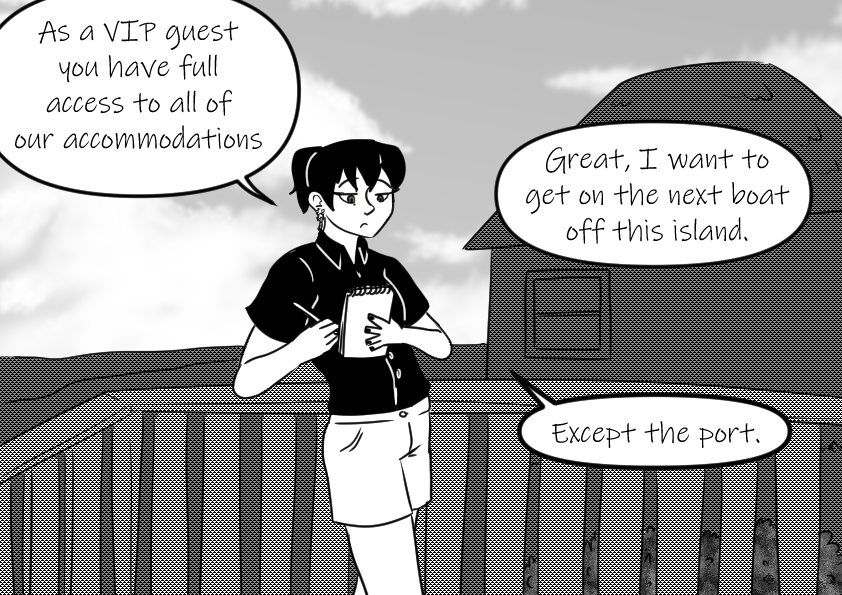 As a VIP guest
you have full
access to all of
our accommodations
Great, I want to
get on the next boat
off this island.
Except the port.